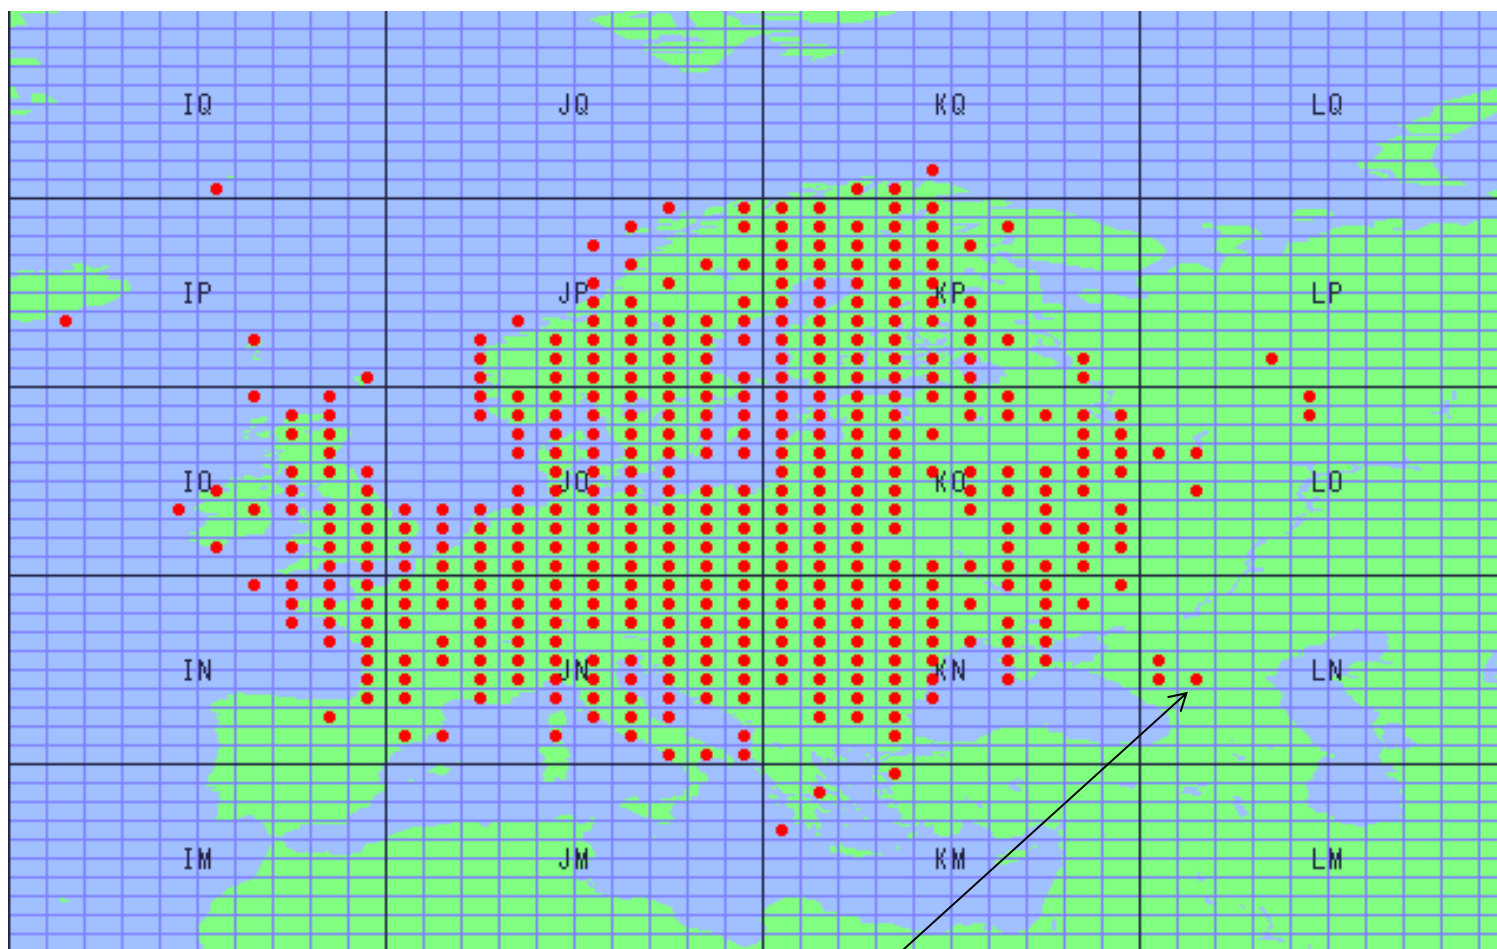 IQ JQ KQ LQ
IP JP KP LP
IO JO KO LO
IN JN KN LN
IM JM KM LM